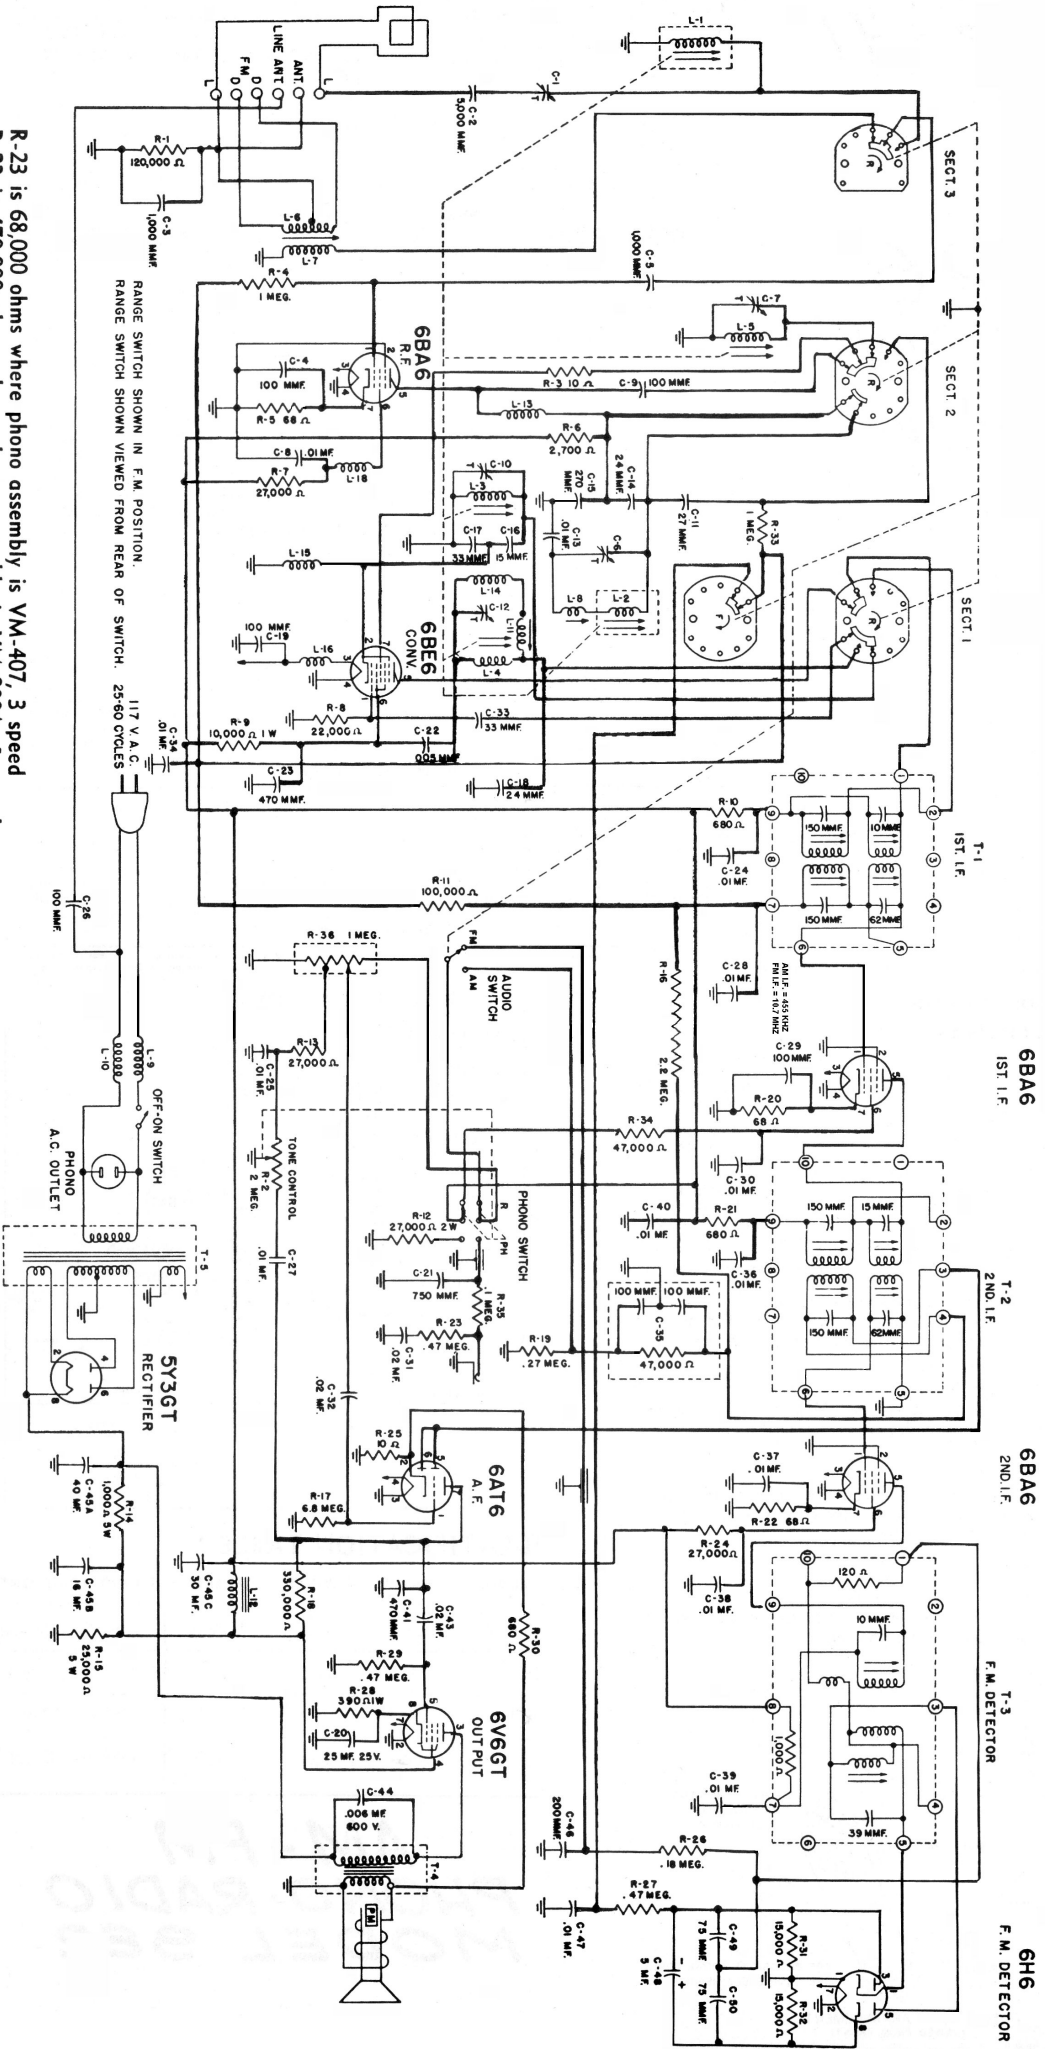 6BA6
1ST. I.F.
6BA6
2ND. I.F.
6H6
F. M. DETECTOR
T-1
1ST. I.F.
T-2
2 ND. I.F.
T-3
F.M. DETECTOR
SECT. 3
SECT. 2
SECT. 1
L-1
C-1
T
C-2
5,000 MMF.
L
ANT.
LINE ANT
D
FM
D
L
R-1
120,000 Ω
C-3
1,000 MMF.
L-6
L-7
C-5
1,000 MMF.
R-4
1 MEG.
6BA6
R.F.
C-4
100 MMF.
R-5 68 Ω
C-8 .01 MF.
R-7
27,000 Ω
L-18
C-7
L-5
R-3 10 Ω
C-9 100 MMF.
L-13
R-6
2,700 Ω
C-10
L-3
C-17
33 MMF.
C-16
15 MMF.
C-15
270
MMF.
C-14
24 MMF.
C-13
.01 MF.
C-6
C-11
27 MMF.
L-8
L-2
R-33
1 MEG.
L-15
L-14
C-12
L-11
L-4
6BE6
CONV.
100 MMF.
C-19
L-16
R-8
22,000 Ω
C-33
33 MMF.
R-9
10,000 Ω 1 W
C-22
.005 MMF
C-23
470 MMF.
C-18
24 MMF.
C-34
.01 MF.
RANGE SWITCH SHOWN IN F.M. POSITION.
RANGE SWITCH SHOWN VIEWED FROM REAR OF SWITCH.
117 V. A.C.
25-60 CYCLES
R-10
680 Ω
C-24
.01 MF.
R-11
100,000 Ω
150 MMF.
10 MMF.
150 MMF.
62 MMF.
C-28
.01 MF.
AM I.F. = 455 KHZ
FM I.F. = 10.7 MHZ
C-26
100 MMF.
R-36 1 MEG.
FM
AM
AUDIO
SWITCH
R-16
2.2 MEG.
C-29
100 MMF.
R-20
68 Ω
R-34
47,000 Ω
C-30
.01 MF.
R-13
27,000 Ω
C-25
.01 MF.
L-9
L-10
OFF-ON SWITCH
PHONO
A.C. OUTLET
TONE CONTROL
R-2
2 MEG.
C-27
.01 MF.
R
PH
PHONO SWITCH
R-12
27,000 Ω 2W
C-21
750 MMF.
R-35
.1 MEG.
R-23
.47 MEG.
C-31
.02 MF.
C-32
.02 MF.
C-40
.01 MF.
R-21
680 Ω
C-36
.01 MF.
100 MMF.
100 MMF.
C-35
47,000 Ω
R-19
.27 MEG.
150 MMF.
15 MMF.
150 MMF.
62 MMF.
T-5
5Y3GT
RECTIFIER
C-45A
40 MF.
R-14
1,000 Ω 5W
C-45B
16 MF.
R-15
25,000 Ω
5 W
C-45C
30 MF.
L-12
R-18
330,000 Ω
R-25
10 Ω
R-17
6.8 MEG.
6AT6
A. F.
C-41
470 MMF.
C-43
.02 MF.
R-30
680 Ω
R-29
.47 MEG.
R-28
390 Ω 1W
C-20
25 MF. 25V.
6V6GT
OUTPUT
C-44
.006 MF.
600 V.
T-4
P.M.
C-37
.01 MF.
R-22 68 Ω
R-24
27,000 Ω
C-38
.01 MF.
120 Ω
10 MMF.
1,000 Ω
39 MMF.
C-39
.01 MF.
C-46
200 MMF.
R-26
.18 MEG.
R-27
.47 MEG.
C-47
.01 MF.
C-49
75 MMF.
C-50
75 MMF.
C-48
5 MF.
R-31
15,000 Ω
R-32
15,000 Ω
R-23 is 68,000 ohms where phono assembly is VM-407, 3 speed